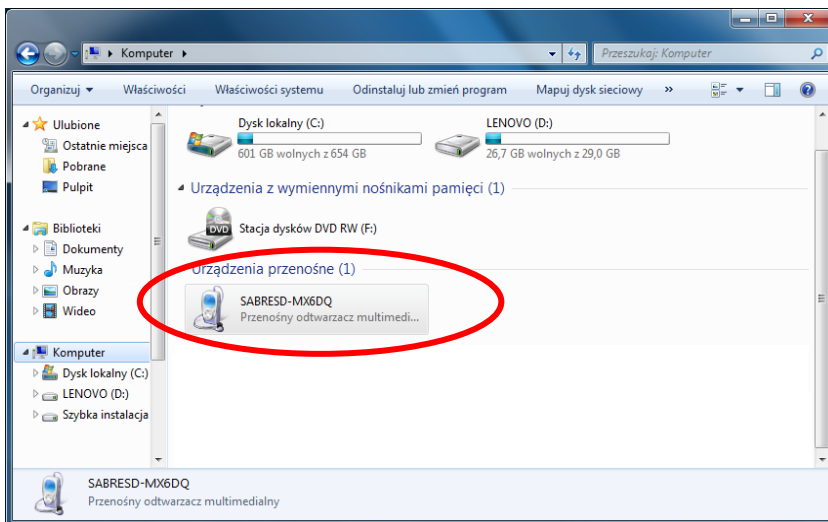 Komputer
Przeszukaj: Komputer
Organizuj Właściwości Właściwości systemu Odinstaluj lub zmień program Mapuj dysk sieciowy »
Ulubione
Ostatnie miejsca
Pobrane
Pulpit
Biblioteki
Dokumenty
Muzyka
Obrazy
Wideo
Komputer
Dysk lokalny (C:)
LENOVO (D:)
Szybka instalacja
Dysk lokalny (C:)
601 GB wolnych z 654 GB
LENOVO (D:)
26,7 GB wolnych z 29,0 GB
Urządzenia z wymiennymi nośnikami pamięci (1)
DVD
Stacja dysków DVD RW (F:)
Urządzenia przenośne (1)
SABRESD-MX6DQ
Przenośny odtwarzacz multimedi...
SABRESD-MX6DQ
Przenośny odtwarzacz multimedialny